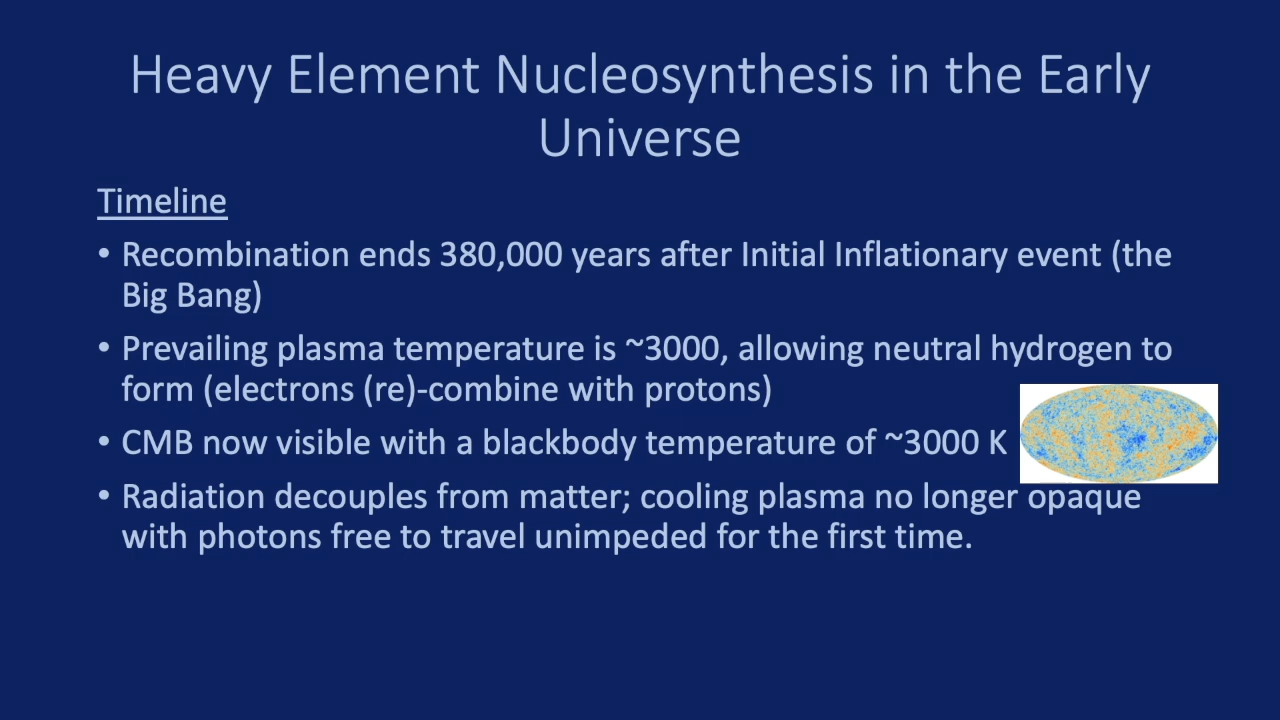 Heavy Element Nucleosynthesis in the Early
Universe
Timeline
• Recombination ends 380,000 years after Initial Inflationary event (the
Big Bang)
• Prevailing plasma temperature is ~3000, allowing neutral hydrogen to
form (electrons (re)-combine with protons)
• CMB now visible with a blackbody temperature of ~3000 K
• Radiation decouples from matter; cooling plasma no longer opaque
with photons free to travel unimpeded for the first time.